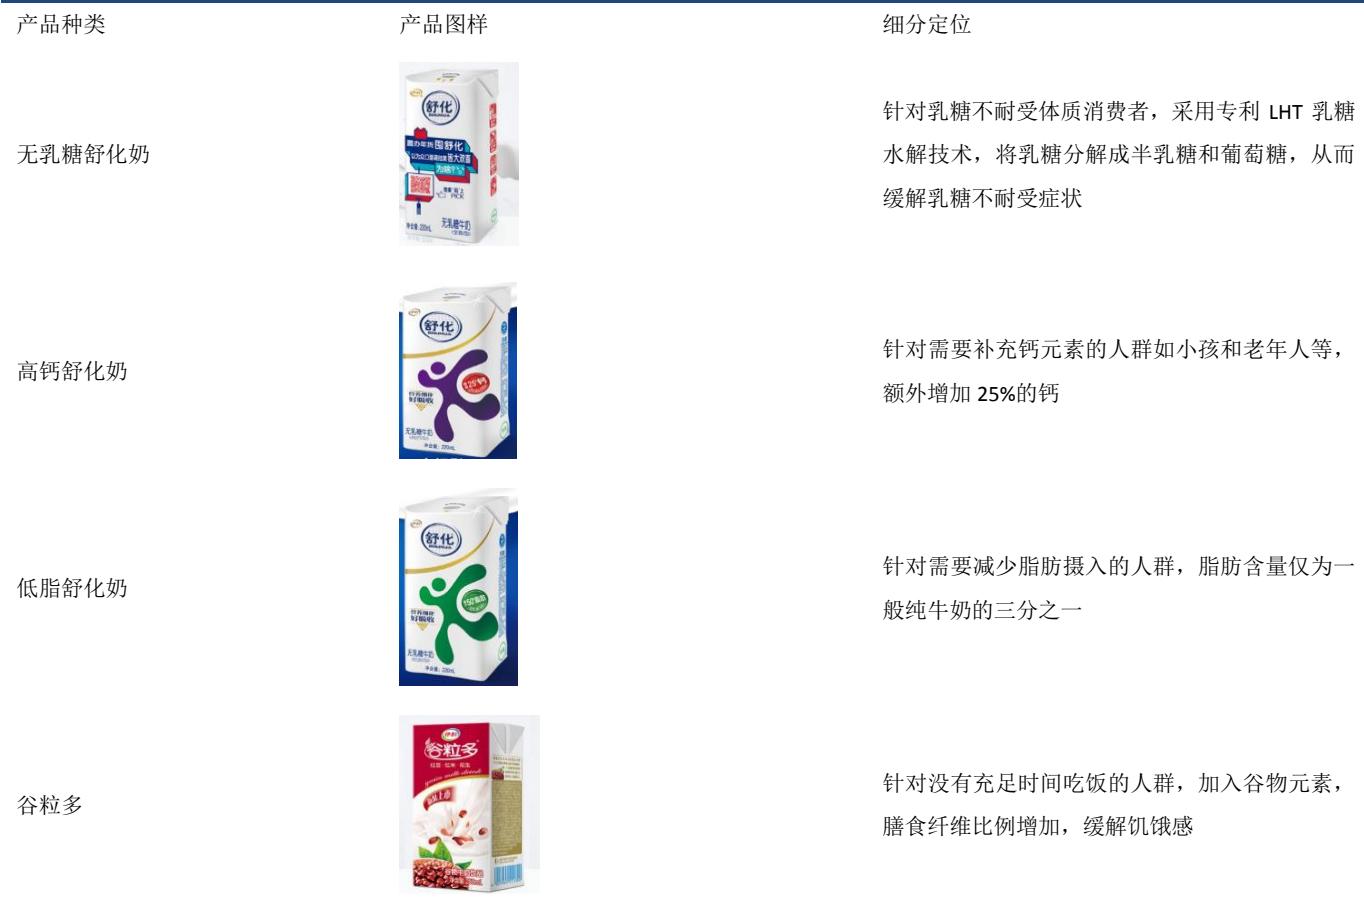 产品种类
产品图样
细分定位
无乳糖舒化奶
舒化
无乳糖牛奶
针对乳糖不耐受体质消费者，采用专利 LHT 乳糖
水解技术，将乳糖分解成半乳糖和葡萄糖，从而
缓解乳糖不耐受症状
高钙舒化奶
舒化
好吸收
无乳糖牛奶
针对需要补充钙元素的人群如小孩和老年人等，
额外增加 25%的钙
低脂舒化奶
舒化
好吸收
无乳糖牛奶
针对需要减少脂肪摄入的人群，脂肪含量仅为一
般纯牛奶的三分之一
谷粒多
伊利
谷粒多
针对没有充足时间吃饭的人群，加入谷物元素，
膳食纤维比例增加，缓解饥饿感